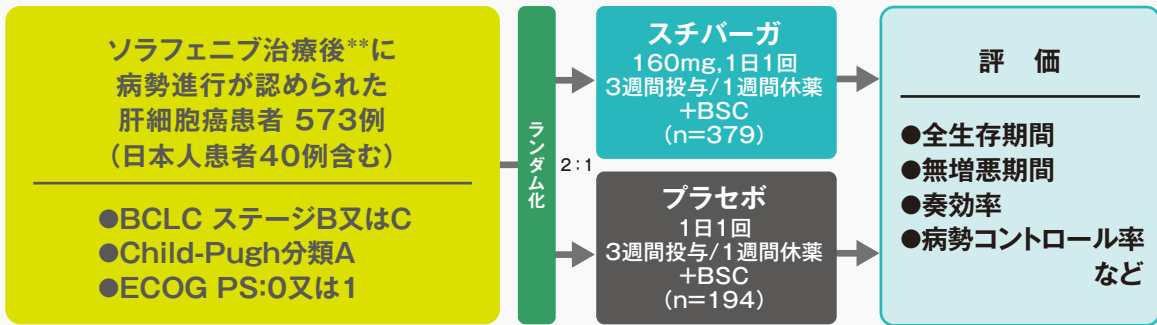 ソラフェニブ治療後**に
病勢進行が認められた
肝細胞癌患者 573例
（日本人患者40例含む）
●BCLC ステージB又はC
●Child-Pugh分類A
●ECOG PS:0又は1
ランダム化
2：1
スチバーガ
160mg,1日1回
3週間投与/1週間休薬
+BSC
(n=379)
プラセボ
1日1回
3週間投与/1週間休薬
+BSC
(n=194)
評 価
●全生存期間
●無増悪期間
●奏効率
●病勢コントロール率
など